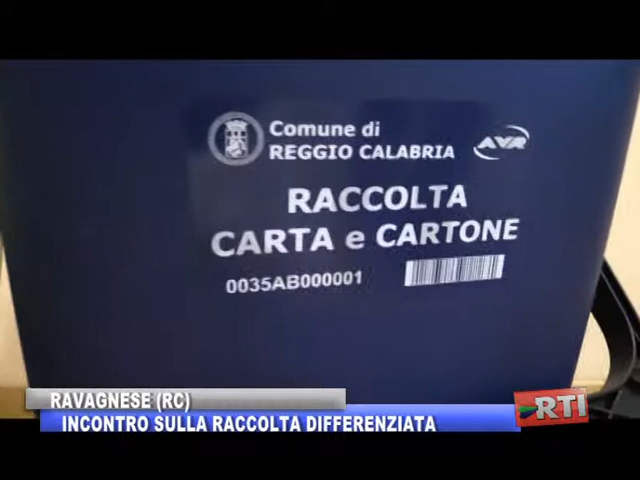 Comune di
REGGIO CALABRIA
AVR
RACCOLTA
CARTA e CARTONE
0035AB000001
RAVAGNESE (RC)
INCONTRO SULLA RACCOLTA DIFFERENZIATA
RTI